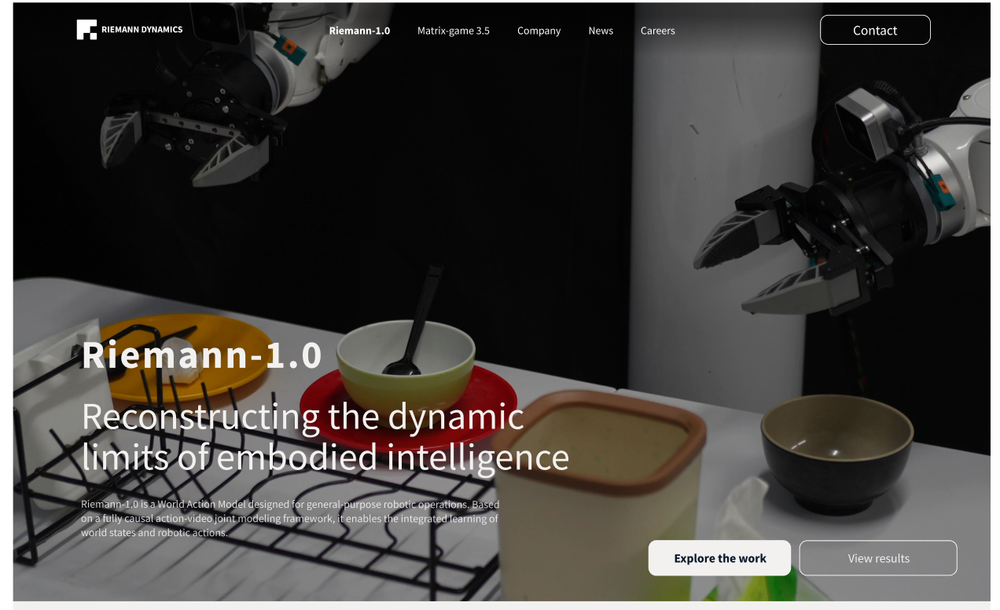 RIEMANN DYNAMICS
Riemann-1.0
Matrix-game 3.5
Company
News
Careers
Contact
Riemann-1.0
Reconstructing the dynamic
limits of embodied intelligence
Riemann-1.0 is a World Action Model designed for general-purpose robotic operations. Based
on a fully causal action-video joint modeling framework, it enables the integrated learning of
world states and robotic actions.
Explore the work
View results